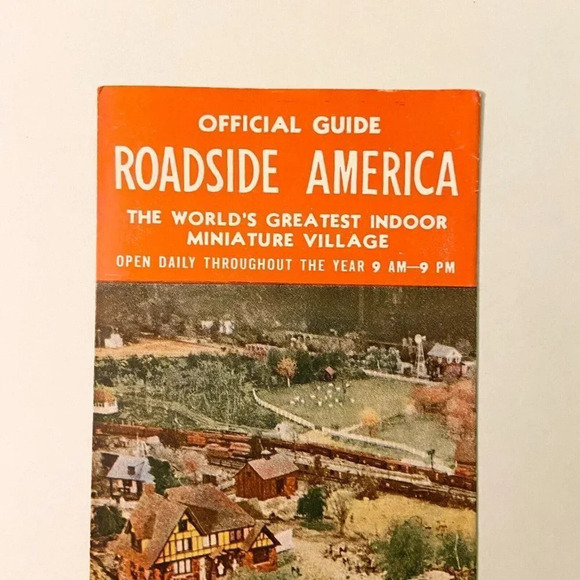 OFFICIAL GUIDE
ROADSIDE AMERICA
THE WORLD'S GREATEST INDOOR
MINIATURE VILLAGE
OPEN DAILY THROUGHOUT THE YEAR 9 AM—9 PM